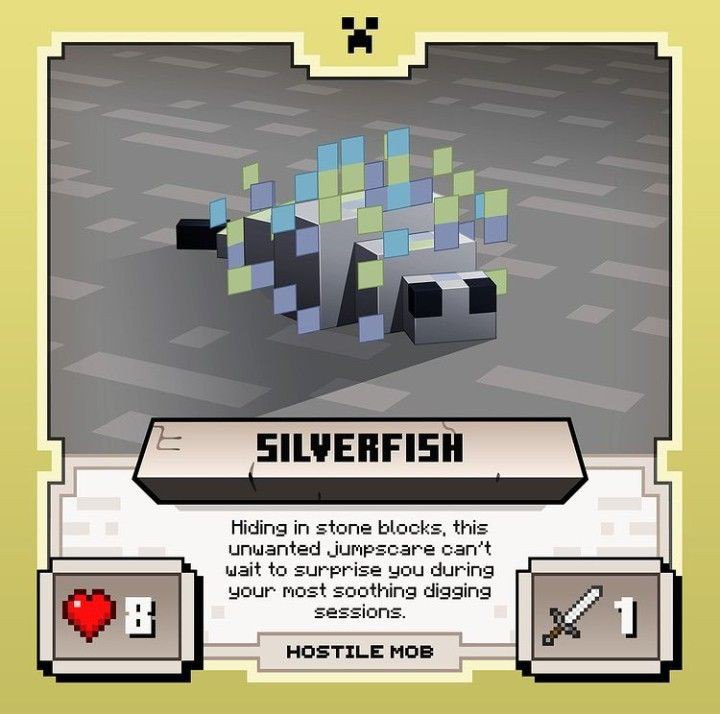 SILVERFISH
Hiding in stone blocks, this
unwanted jumpscare can't
wait to surprise you during
your most soothing digging
sessions.
8
1
HOSTILE MOB